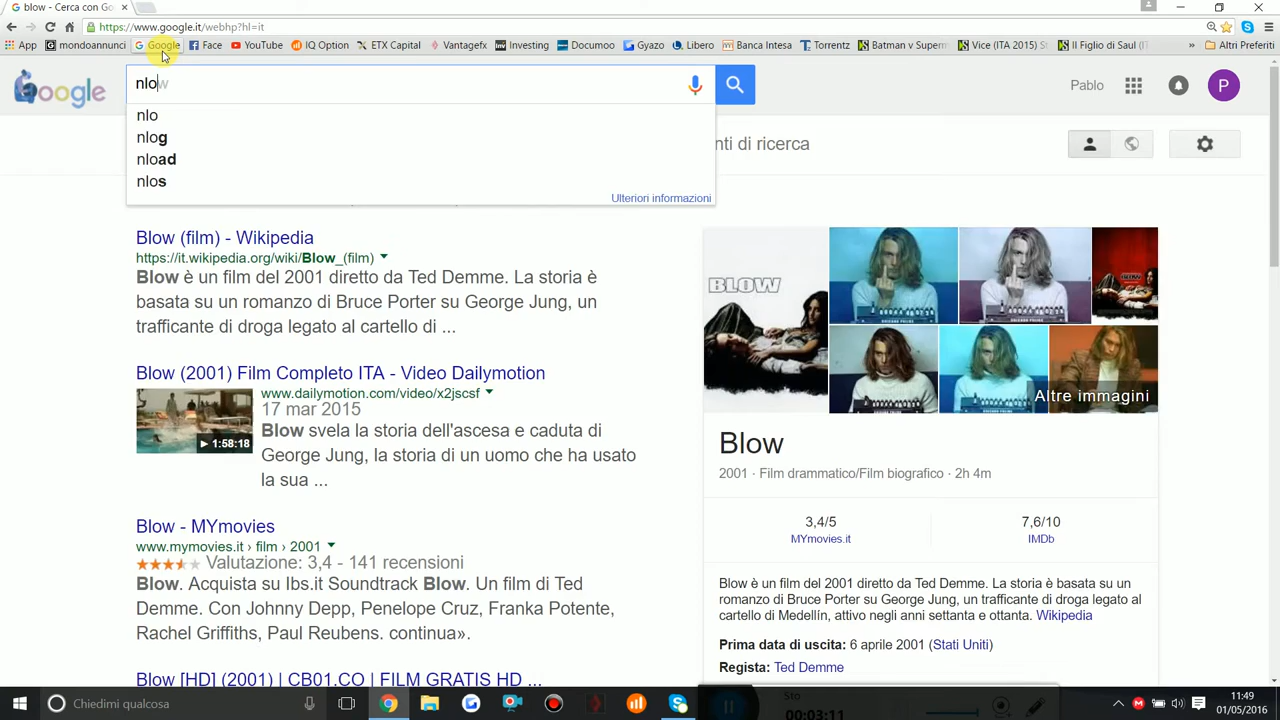 blow - Cerca con Go
https://www.google.it/webhp?hl=it
App mondoannunci Google Face YouTube IQ Option ETX Capital Vantagefx Investing Documoo Gyazo Libero Banca Intesa Torrentz Batman v Superm Vice (ITA 2015) S Il Figlio di Saul (IT » Altri Preferiti
Google
nlow
Pablo
P
nlo
nlog
nload
nlos
Ulteriori informazioni
nti di ricerca
Blow (film) - Wikipedia
https://it.wikipedia.org/wiki/Blow_(film)
Blow è un film del 2001 diretto da Ted Demme. La storia è
basata su un romanzo di Bruce Porter su George Jung, un
trafficante di droga legato al cartello di ...
Blow (2001) Film Completo ITA - Video Dailymotion
www.dailymotion.com/video/x2jscsf
17 mar 2015
Blow svela la storia dell'ascesa e caduta di
George Jung, la storia di un uomo che ha usato
la sua ...
1:58:18
Blow - MYmovies
www.mymovies.it › film › 2001
Valutazione: 3,4 - 141 recensioni
Blow. Acquista su Ibs.it Soundtrack Blow. Un film di Ted
Demme. Con Johnny Depp, Penelope Cruz, Franka Potente,
Rachel Griffiths, Paul Reubens. continua».
Blow [HD] (2001) | CB01.CO | FILM GRATIS HD ...
BLOW
Altre immagini
Blow
2001 · Film drammatico/Film biografico · 2h 4m
3,4/5
MYmovies.it
7,6/10
IMDb
Blow è un film del 2001 diretto da Ted Demme. La storia è basata su un
romanzo di Bruce Porter su George Jung, un trafficante di droga legato al
cartello di Medellín, attivo negli anni settanta e ottanta. Wikipedia
Prima data di uscita: 6 aprile 2001 (Stati Uniti)
Regista: Ted Demme
Chiedimi qualcosa
Sto
00:03:11
11:49
01/05/2016